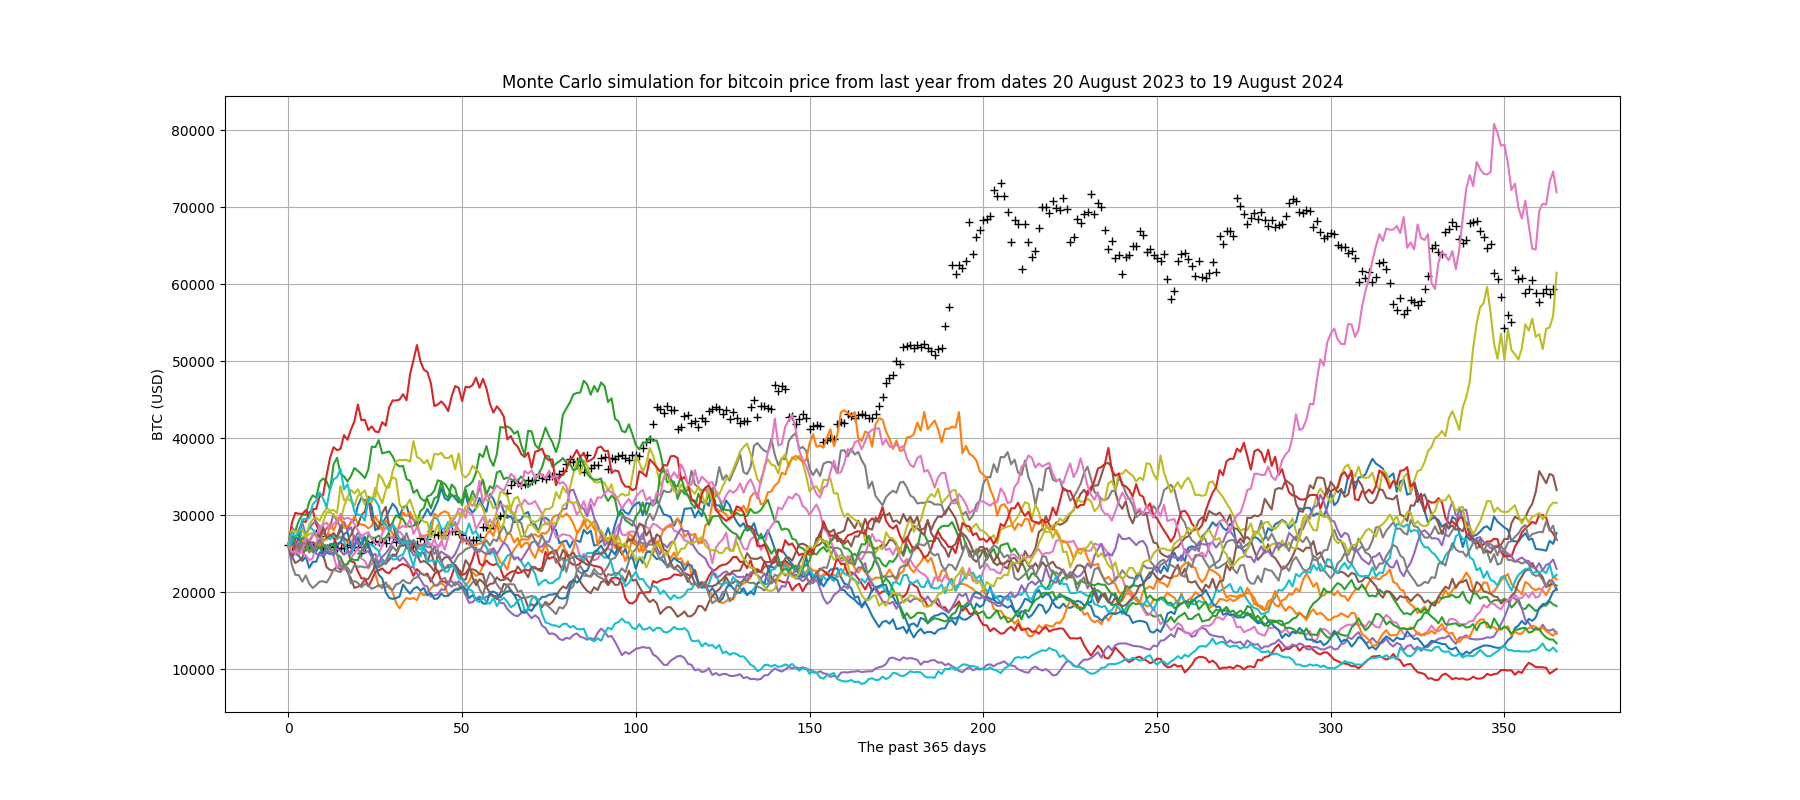 Monte Carlo simulation for bitcoin price from last year from dates 20 August 2023 to 19 August 2024
80000
70000
60000
50000
40000
30000
20000
10000
BTC (USD)
0 50 100 150 200 250 300 350
The past 365 days